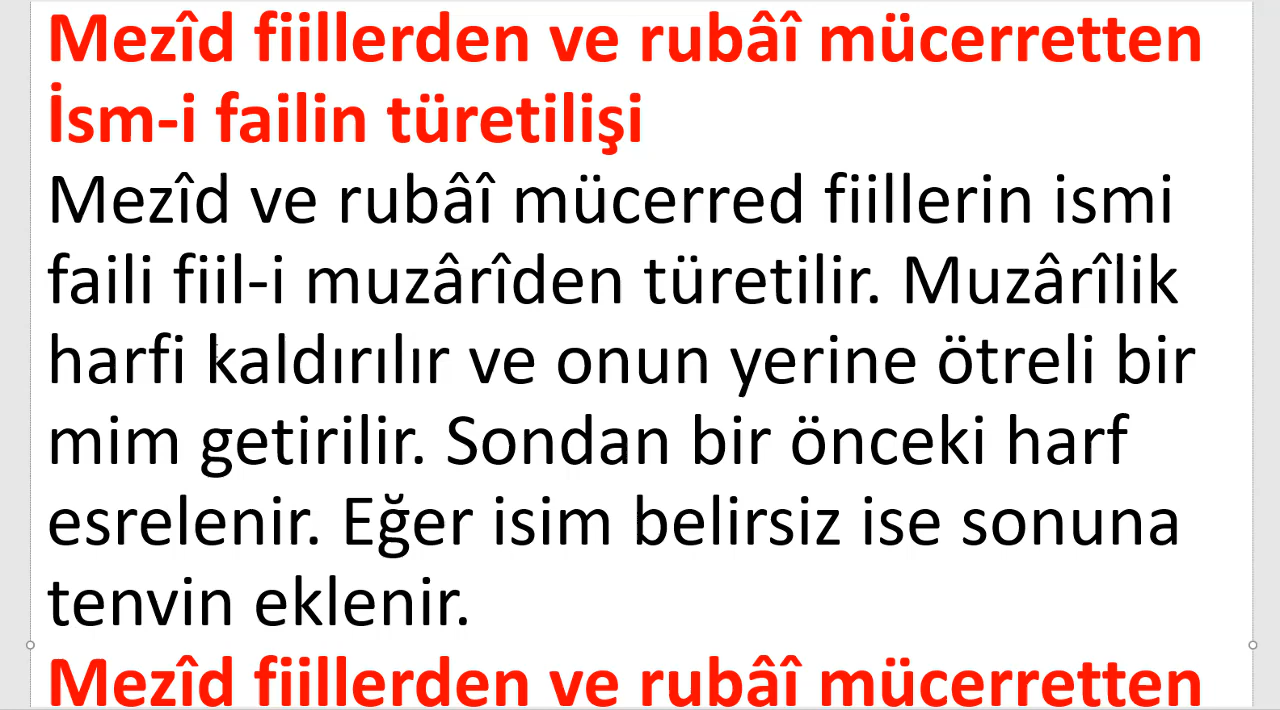 Mezîd fiillerden ve rubâî mücerretten
İsm-i failin türetilişi
Mezîd ve rubâî mücerred fiillerin ismi
faili fiil-i muzârîden türetilir. Muzârîlik
harfi kaldırılır ve onun yerine ötreli bir
mim getirilir. Sondan bir önceki harf
esrelenir. Eğer isim belirsiz ise sonuna
tenvin eklenir.
Mezîd fiillerden ve rubâî mücerretten